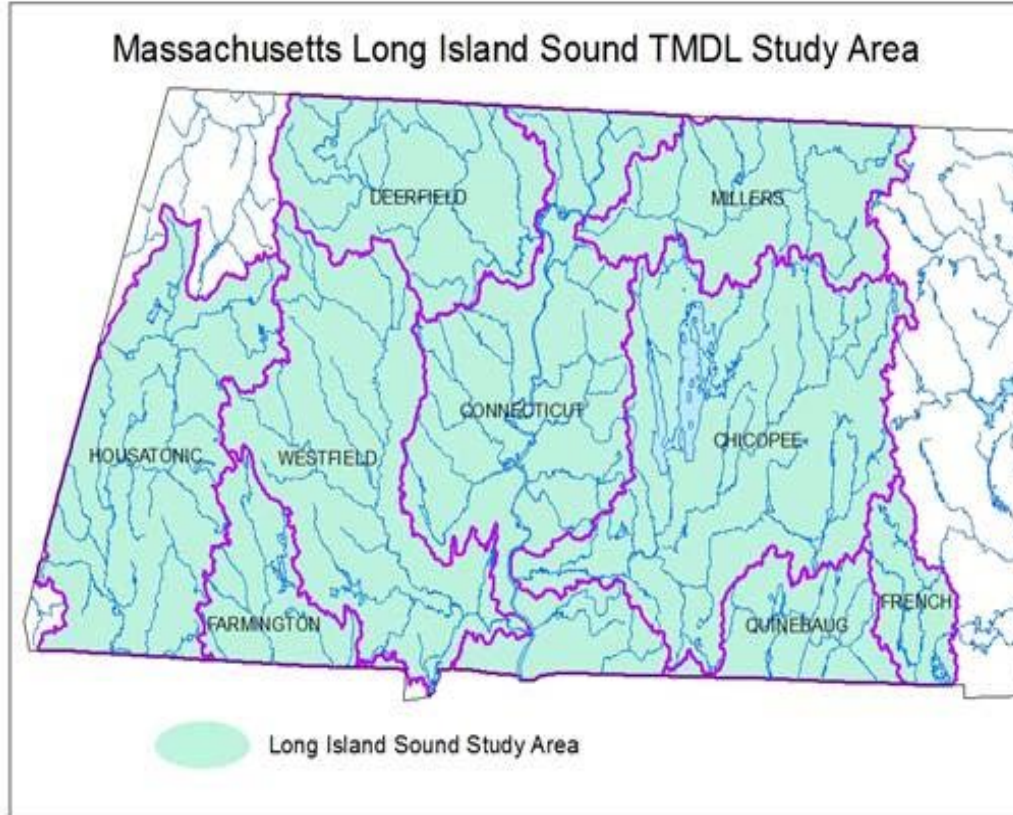 Massachusetts Long Island Sound TMDL Study Area
DEERFIELD
MILLERS
CONNECTICUT
CHICOPEE
HOUSATONIC
WESTFIELD
FRENCH
FARMINGTON
QUINEBAUG
Long Island Sound Study Area